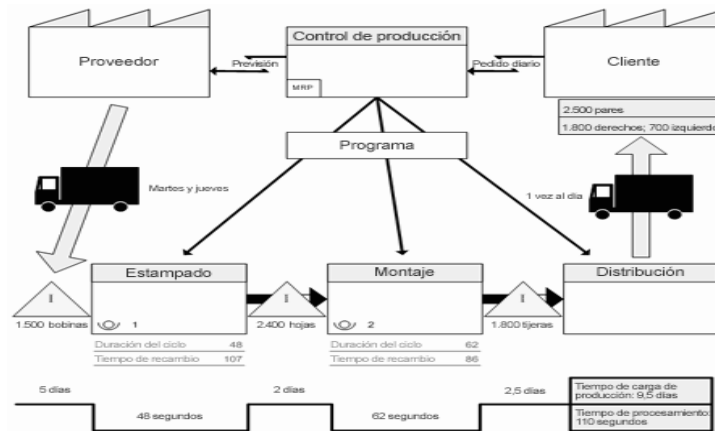 Proveedor
Previsión
Control de producción
MRP
Pedido diario
Cliente
2.500 pares
1.800 derechos; 700 izquierdo
Programa
Martes y jueves
1 vez al día
Estampado
Montaje
Distribución
I
I
I
1.500 bobinas
1
2.400 hojas
2
1.800 tijeras
Duración del ciclo 48
Tiempo de recambio 107
Duración del ciclo 62
Tiempo de recambio 86
5 días
2 días
2,5 días
48 segundos
62 segundos
Tiempo de carga de
producción: 9,5 días
Tiempo de procesamiento:
110 segundos